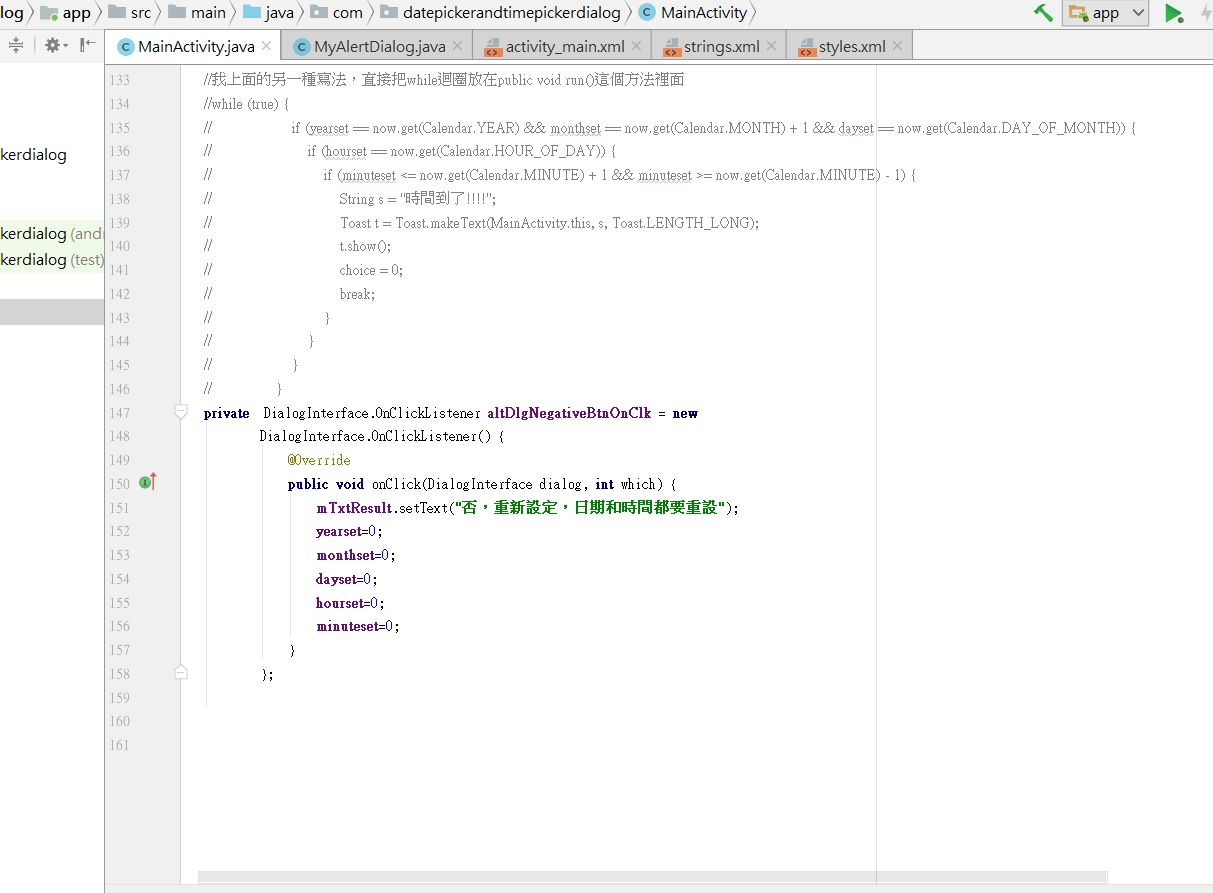 log app src main java com datepickerandtimepickerdialog MainActivity app
MainActivity.java MyAlertDialog.java activity_main.xml strings.xml styles.xml
kerdialog
kerdialog (and
kerdialog (test)
133 //我上面的另一種寫法，直接把while迴圈放在public void run()這個方法裡面
134 //while (true) {
135 // if (yearset == now.get(Calendar.YEAR) && monthset == now.get(Calendar.MONTH) + 1 && dayset == now.get(Calendar.DAY_OF_MONTH)) {
136 // if (hourset == now.get(Calendar.HOUR_OF_DAY)) {
137 // if (minuteset <= now.get(Calendar.MINUTE) + 1 && minuteset >= now.get(Calendar.MINUTE) - 1) {
138 // String s = "時間到了!!!!";
139 // Toast t = Toast.makeText(MainActivity.this, s, Toast.LENGTH_LONG);
140 // t.show();
141 // choice = 0;
142 // break;
143 // }
144 // }
145 // }
146 // }
147 private DialogInterface.OnClickListener altDlgNegativeBtnOnClk = new
148 DialogInterface.OnClickListener() {
149 @Override
150 public void onClick(DialogInterface dialog, int which) {
151 mTxtResult.setText("否，重新設定，日期和時間都要重設");
152 yearset=0;
153 monthset=0;
154 dayset=0;
155 hourset=0;
156 minuteset=0;
157 }
158 };
159
160
161